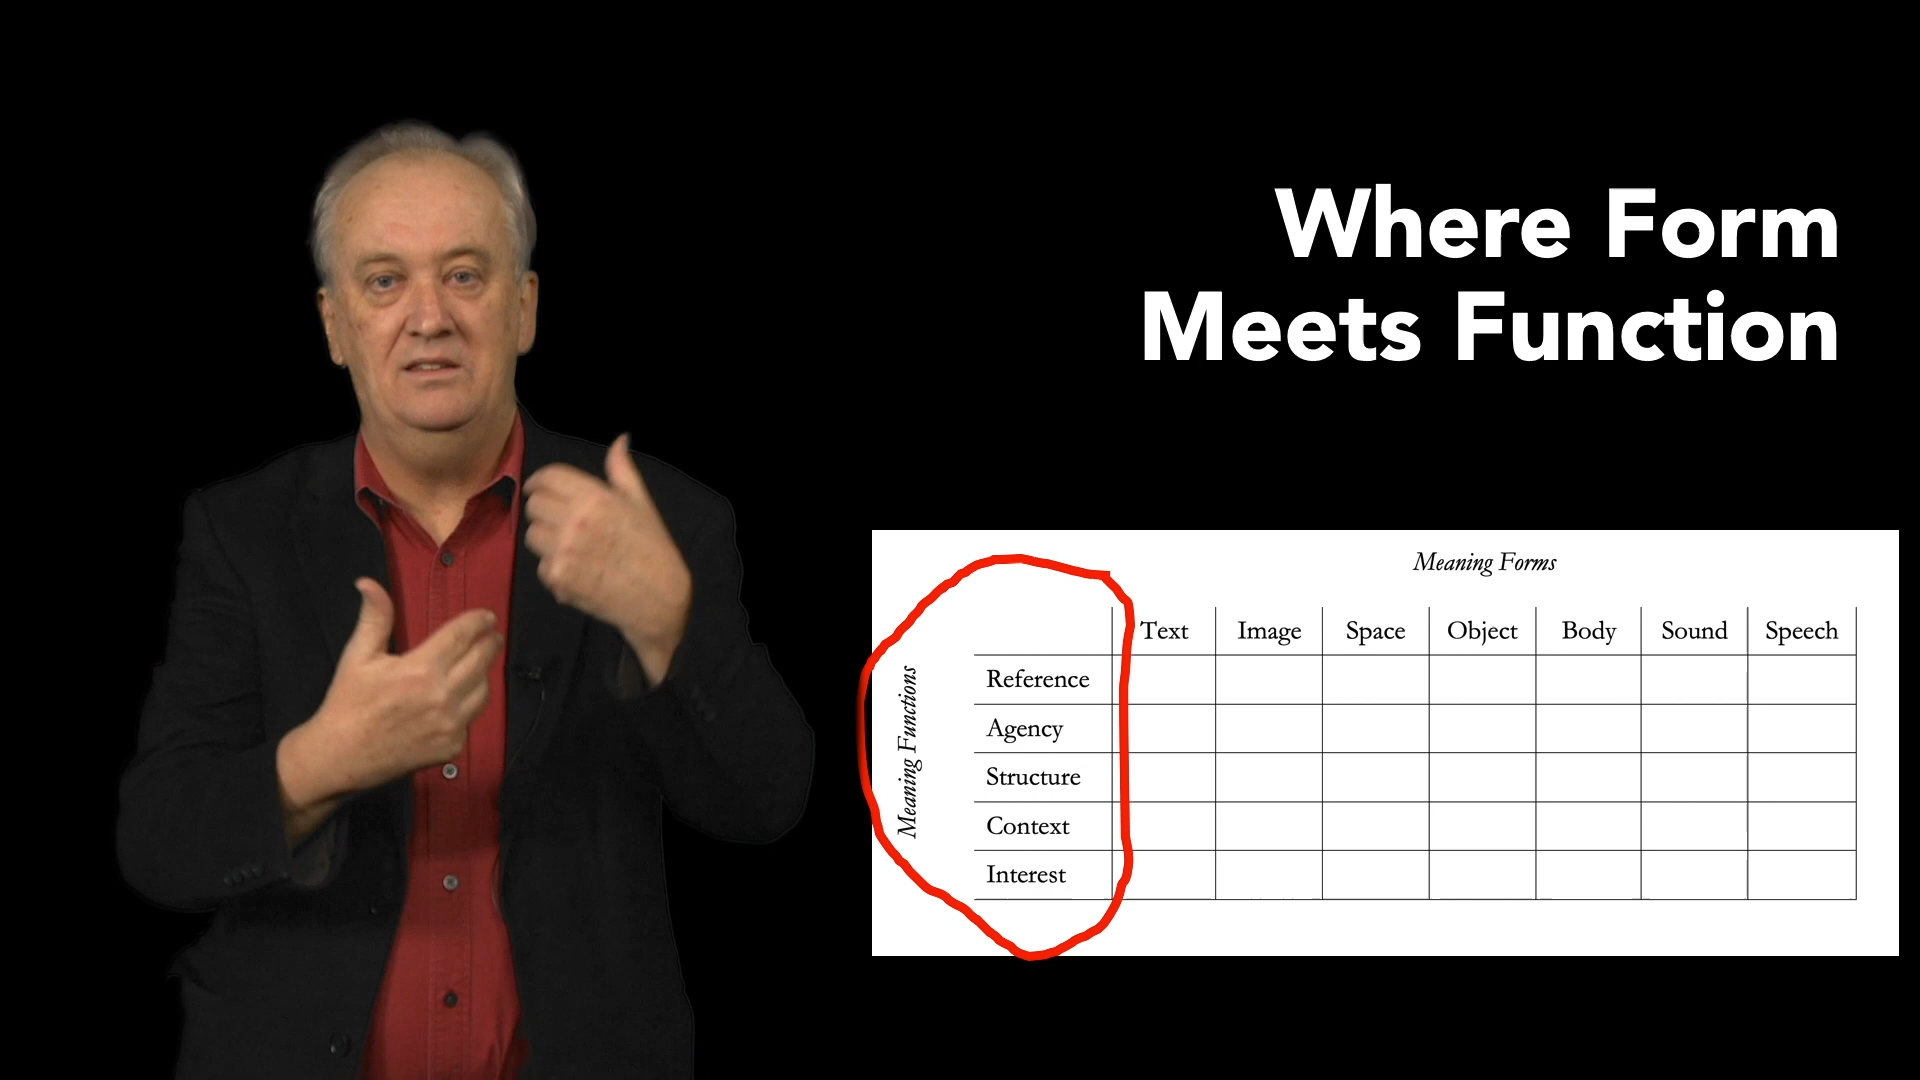 Where Form
Meets Function
Meaning Forms
Meaning Functions
Text Image Space Object Body Sound Speech
Reference
Agency
Structure
Context
Interest